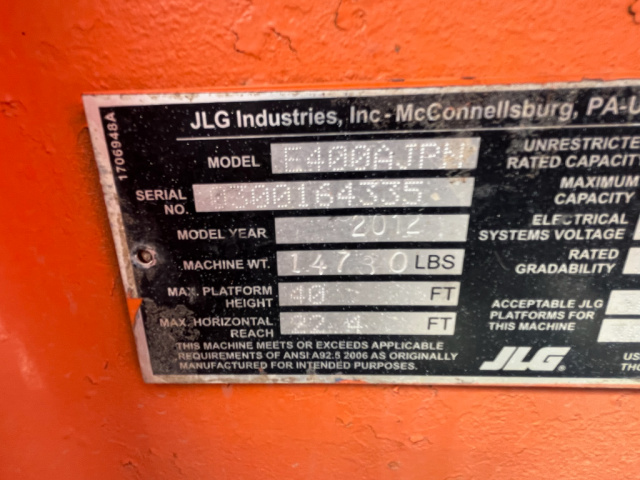 JLG Industries, Inc - McConnellsburg, PA-
1706948A
MODEL E400AJPN
UNRESTRICTE
RATED CAPACIT
SERIAL NO. 0300164335
MAXIMUM
CAPACITY
MODEL YEAR 2012
ELECTRICAL
SYSTEMS VOLTAGE
MACHINE WT. LBS
RATED
GRADABILITY
MAX. PLATFORM
HEIGHT 40 FT
ACCEPTABLE JLG
PLATFORMS FOR
THIS MACHINE
MAX. HORIZONTAL
REACH 22.4 FT
THIS MACHINE MEETS OR EXCEEDS APPLICABLE
REQUIREMENTS OF ANSI A92.5 2006 AS ORIGINALLY
MANUFACTURED FOR INTENDED PURPOSES.
JLG®